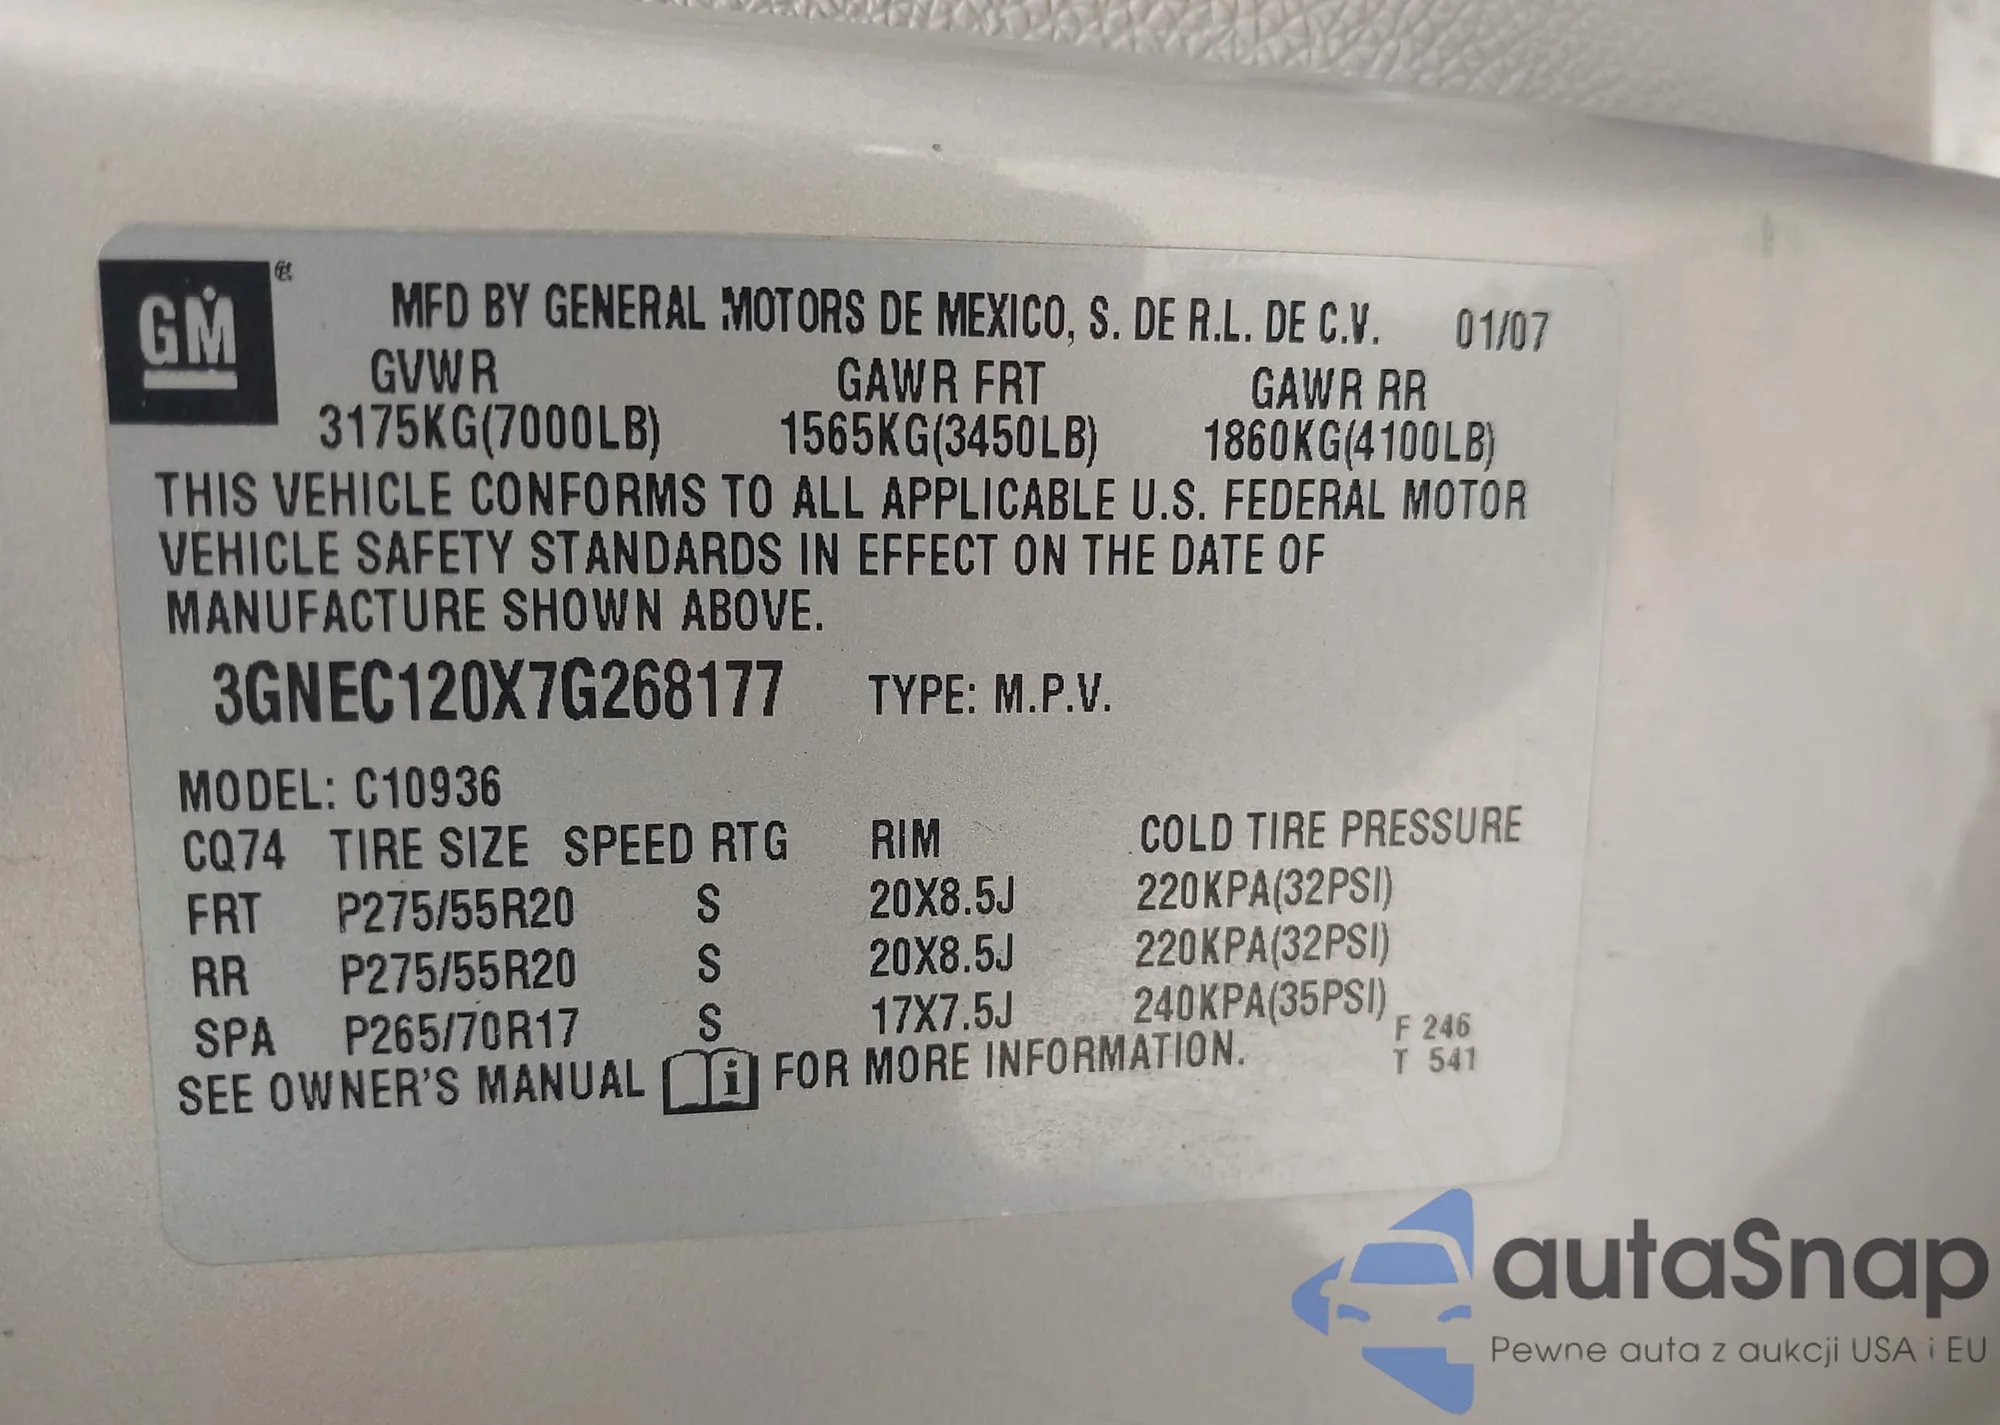 GM
MFD BY GENERAL MOTORS DE MEXICO, S. DE R.L. DE C.V. 01/07
GVWR GAWR FRT GAWR RR
3175KG(7000LB) 1565KG(3450LB) 1860KG(4100LB)
THIS VEHICLE CONFORMS TO ALL APPLICABLE U.S. FEDERAL MOTOR
VEHICLE SAFETY STANDARDS IN EFFECT ON THE DATE OF
MANUFACTURE SHOWN ABOVE.
3GNEC120X7G268177 TYPE: M.P.V.
MODEL: C10936
CQ74 TIRE SIZE SPEED RTG RIM COLD TIRE PRESSURE
FRT P275/55R20 S 20X8.5J 220KPA(32PSI)
RR P275/55R20 S 20X8.5J 220KPA(32PSI)
SPA P265/70R17 S 17X7.5J 240KPA(35PSI)
F 246
T 541
SEE OWNER'S MANUAL i FOR MORE INFORMATION.
autaSnap
Pewne auta z aukcji USA i EU